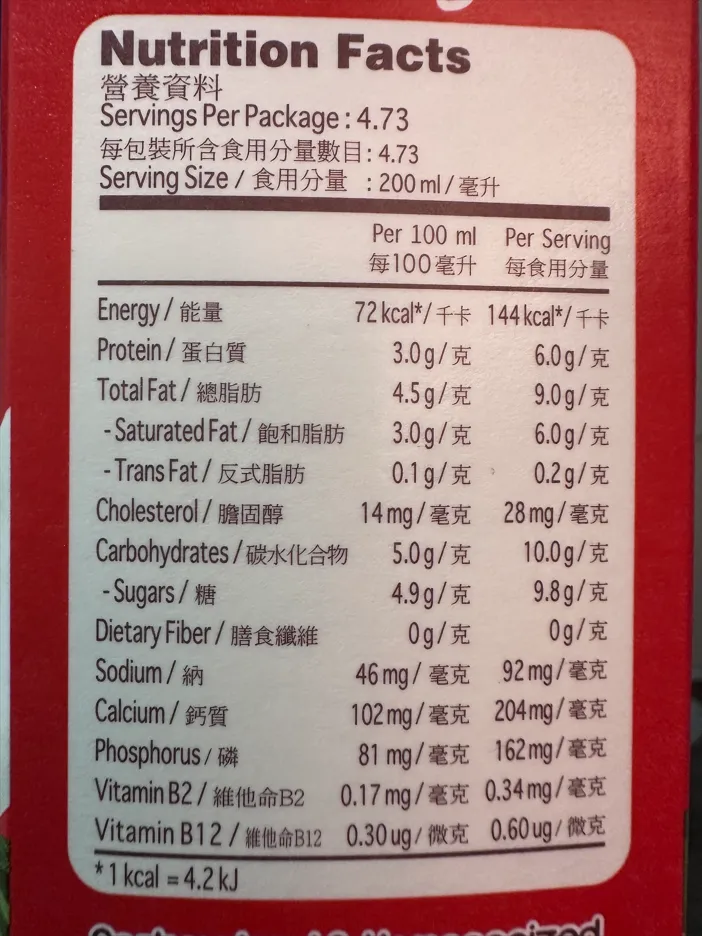 Nutrition Facts
營養資料
Servings Per Package : 4.73
每包裝所含食用分量數目: 4.73
Serving Size / 食用分量 : 200 ml / 毫升
Per 100 ml Per Serving
每100毫升 每食用分量
Energy / 能量 72 kcal*/ 千卡 144 kcal*/ 千卡
Protein / 蛋白質 3.0 g / 克 6.0 g / 克
Total Fat / 總脂肪 4.5 g / 克 9.0 g / 克
- Saturated Fat / 飽和脂肪 3.0 g / 克 6.0 g / 克
- Trans Fat / 反式脂肪 0.1 g / 克 0.2 g / 克
Cholesterol / 膽固醇 14 mg / 毫克 28 mg / 毫克
Carbohydrates / 碳水化合物 5.0 g / 克 10.0 g / 克
- Sugars / 糖 4.9 g / 克 9.8 g / 克
Dietary Fiber / 膳食纖維 0 g / 克 0 g / 克
Sodium / 納 46 mg / 毫克 92 mg / 毫克
Calcium / 鈣質 102 mg / 毫克 204 mg / 毫克
Phosphorus / 磷 81 mg / 毫克 162 mg / 毫克
Vitamin B2 / 維他命B2 0.17 mg / 毫克 0.34 mg / 毫克
Vitamin B12 / 維他命B12 0.30 ug / 微克 0.60 ug / 微克
* 1 kcal = 4.2 kJ